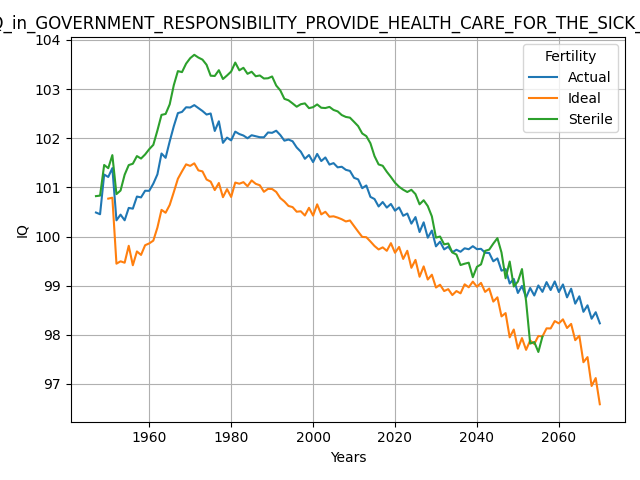 Q_in_GOVERNMENT_RESPONSIBILITY_PROVIDE_HEALTH_CARE_FOR_THE_SICK_
104
103
102
101
100
99
98
97
IQ
Fertility
Actual
Ideal
Sterile
1960
1980
2000
2020
2040
2060
Years